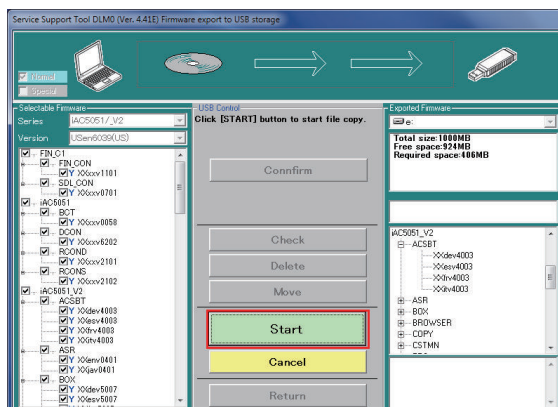 Service Support Tool DLM0 (Ver. 4.41E) Firmware export to USB storage
Normal
Special
Selectable Firmware
Series iAC5051/_V2
Version USen6039(US)
FIN_C1
FIN_CON
Y XXxxv1101
SDL_CON
Y XXxxv0701
iAC5051
BCT
Y XXxxv0058
DCON
Y XXxxv6202
RCOND
Y XXxxv2101
RCONS
Y XXxxv2102
iAC5051_V2
ACSBT
Y XXdev4003
Y XXesv4003
Y XXfrv4003
Y XXitv4003
ASR
Y XXenv0401
Y XXjav0401
BOX
Y XXdev5007
Y XXesv5007
USB Control
Click [START] button to start file copy.
Connfirm
Check
Delete
Move
Start
Cancel
Return
Exported Firmware
e:
Total size:1000MB
Free space:924MB
Required space:406MB
iAC5051_V2
ACSBT
XXdev4003
XXesv4003
XXfrv4003
XXitv4003
ASR
BOX
BROWSER
COPY
CSTMN